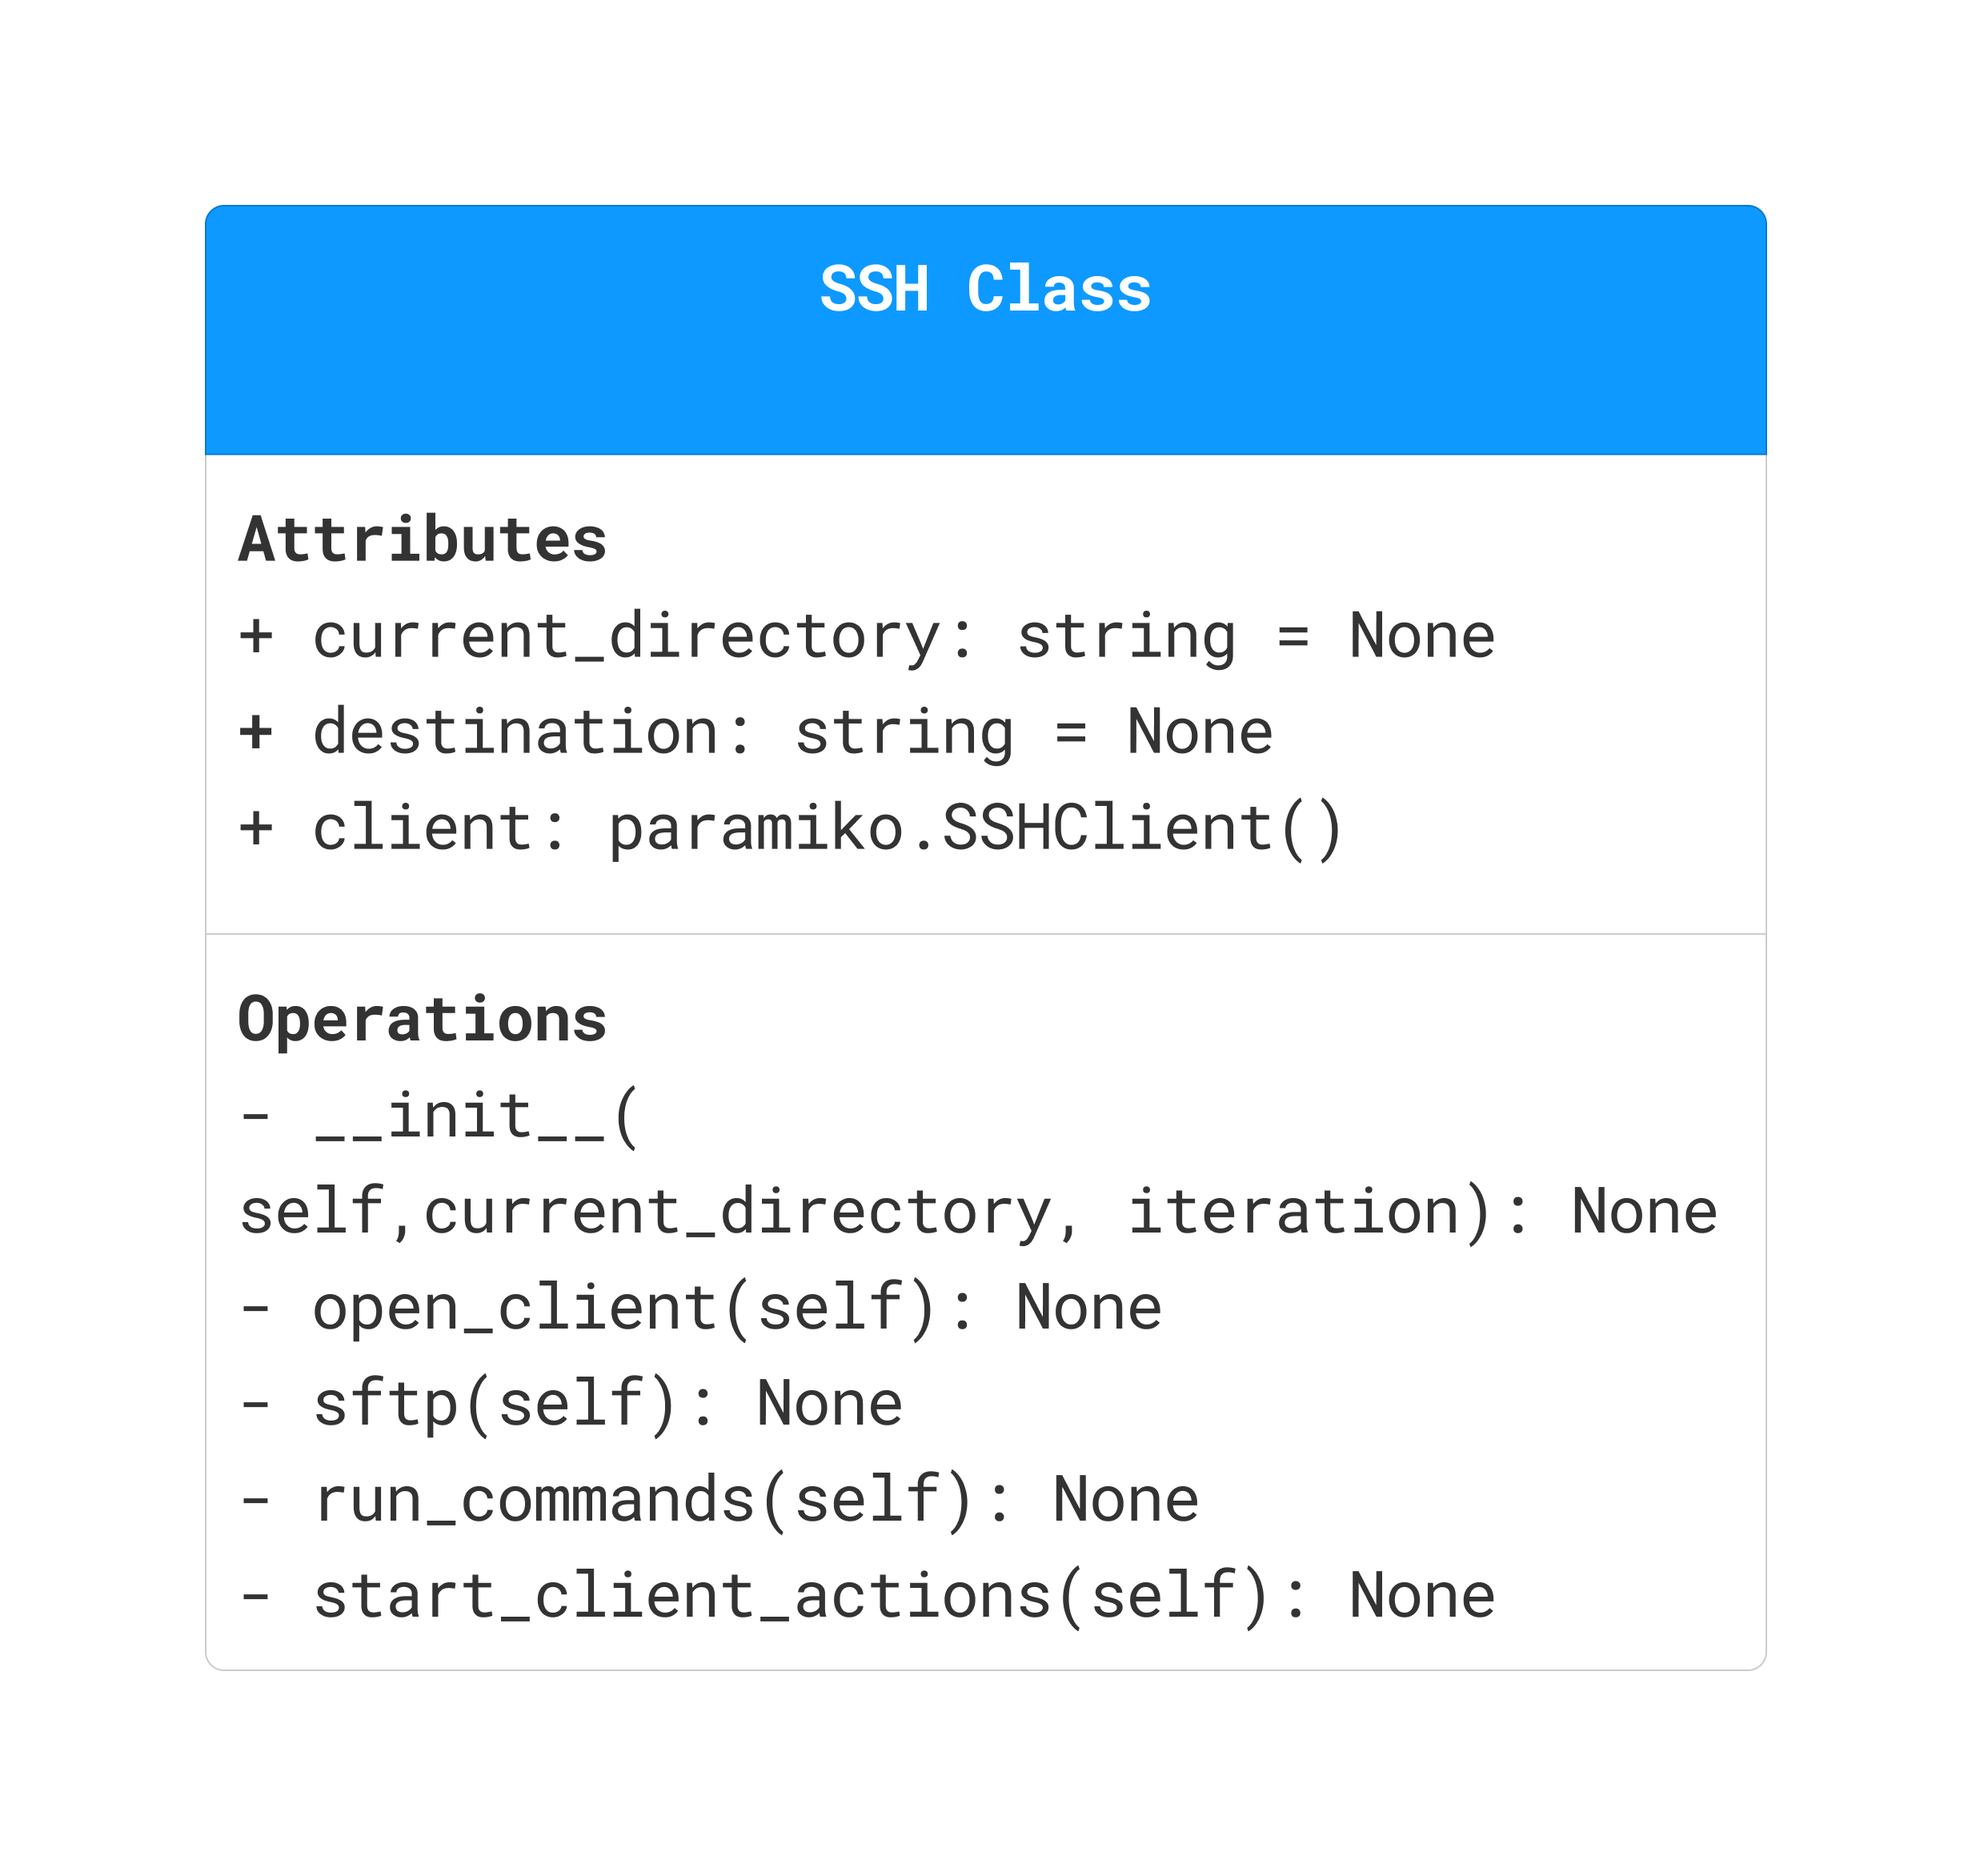 SSH Class
Attributes
+ current_directory: string = None
+ destination: string = None
+ client: paramiko.SSHClient()
Operations
- __init__(
self,current_directory, iteration): None
- open_client(self): None
- sftp(self): None
- run_commands(self): None
- start_client_actions(self): None